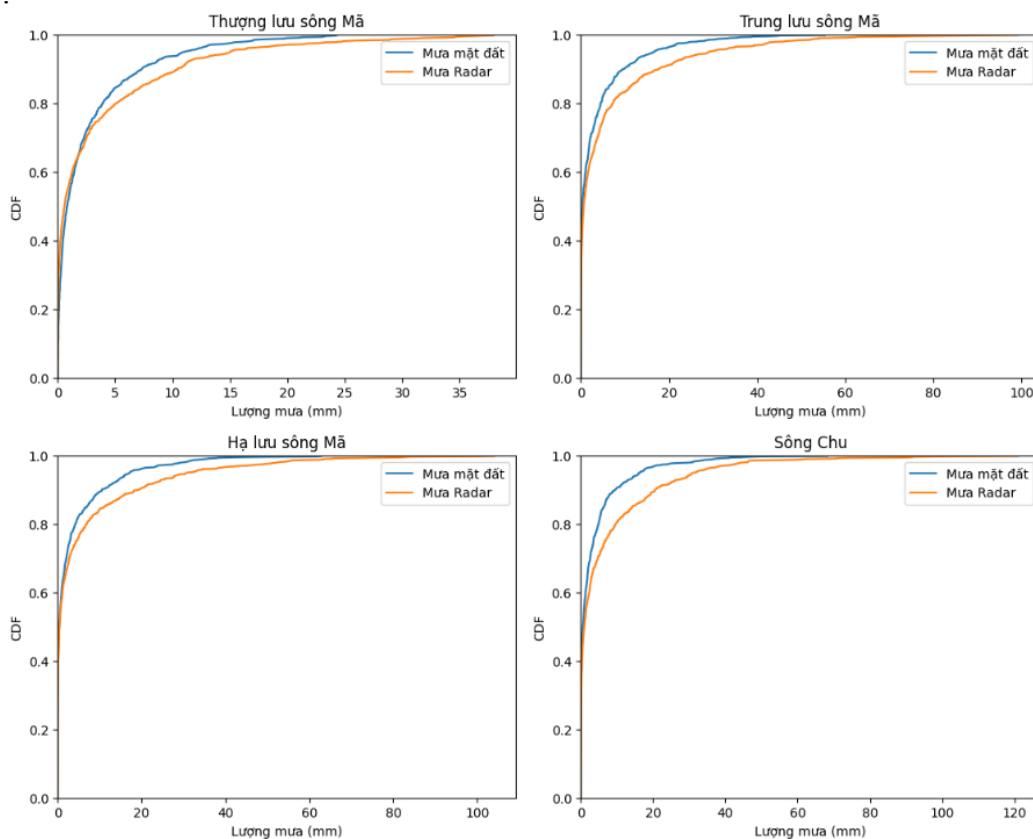 Thượng lưu sông Mã
Trung lưu sông Mã
1.0
0.8
0.6
0.4
0.2
0.0
CDF
Mưa mặt đất
Mưa Radar
0 5 10 15 20 25 30 35
Lượng mưa (mm)
1.0
0.8
0.6
0.4
0.2
0.0
CDF
Mưa mặt đất
Mưa Radar
0 20 40 60 80 100
Lượng mưa (mm)
Hạ lưu sông Mã
Sông Chu
1.0
0.8
0.6
0.4
0.2
0.0
CDF
Mưa mặt đất
Mưa Radar
0 20 40 60 80 100
Lượng mưa (mm)
1.0
0.8
0.6
0.4
0.2
0.0
CDF
Mưa mặt đất
Mưa Radar
0 20 40 60 80 100 120
Lượng mưa (mm)